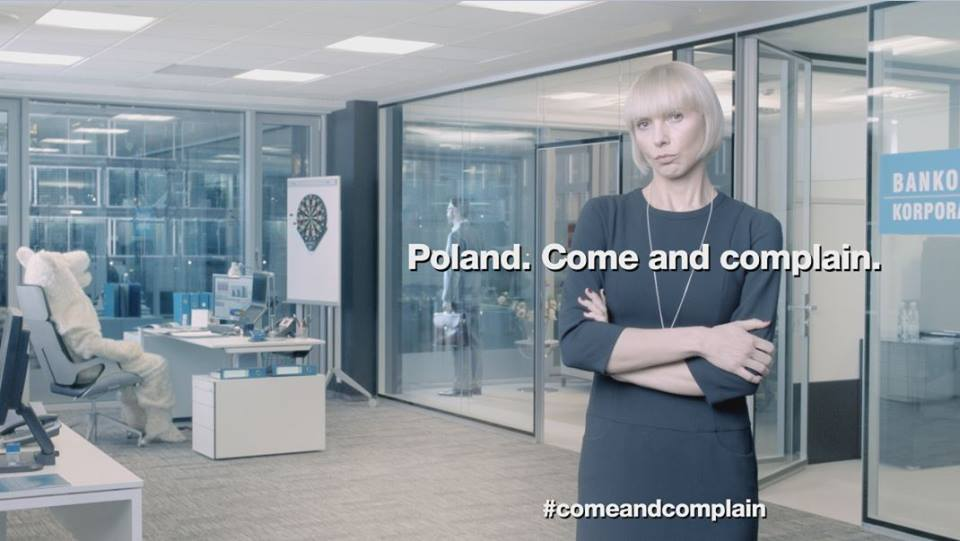 BANKO
KORPORA
Poland. Come and complain.
#comeandcomplain